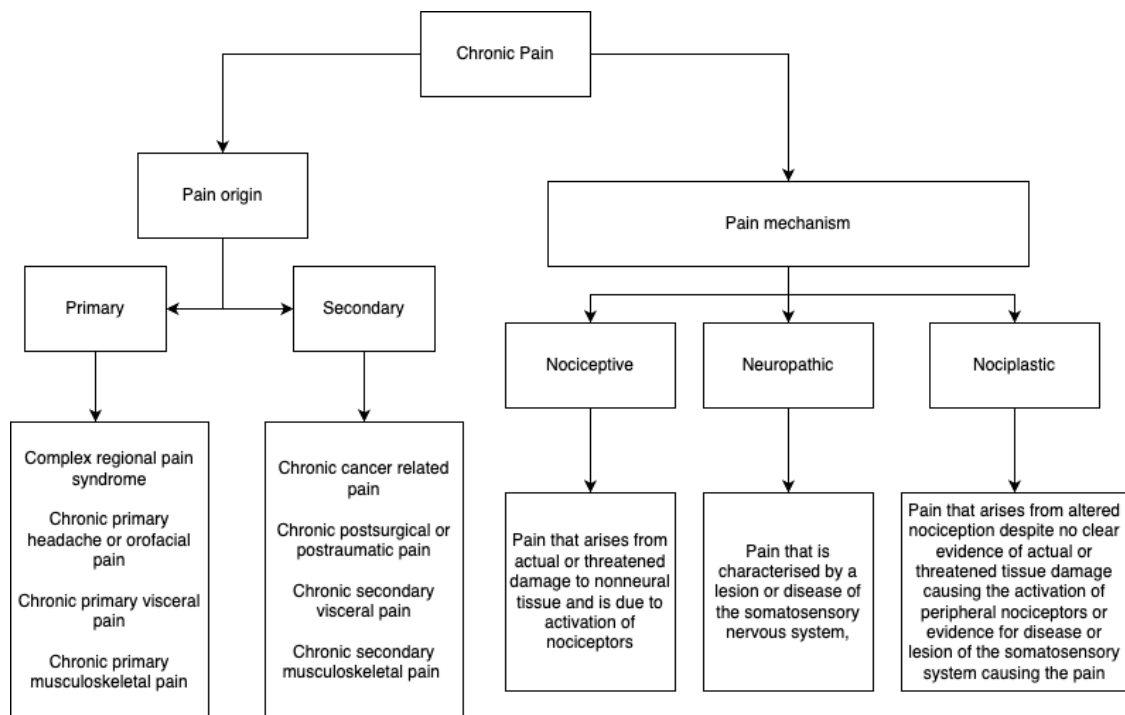 Chronic Pain
Pain origin
Pain mechanism
Primary
Secondary
Nociceptive
Neuropathic
Nociplastic
Complex regional pain
syndrome
Chronic primary
headache or orofacial
pain
Chronic primary visceral
pain
Chronic primary
musculoskeletal pain
Chronic cancer related
pain
Chronic postsurgical or
postraumatic pain
Chronic secondary
visceral pain
Chronic secondary
musculoskeletal pain
Pain that arises from
actual or threatened
damage to nonneural
tissue and is due to
activation of
nociceptors
Pain that is
characterised by a
lesion or disease of
the somatosensory
nervous system,
Pain that arises from altered
nociception despite no clear
evidence of actual or
threatened tissue damage
causing the activation of
peripheral nociceptors or
evidence for disease or
lesion of the somatosensory
system causing the pain